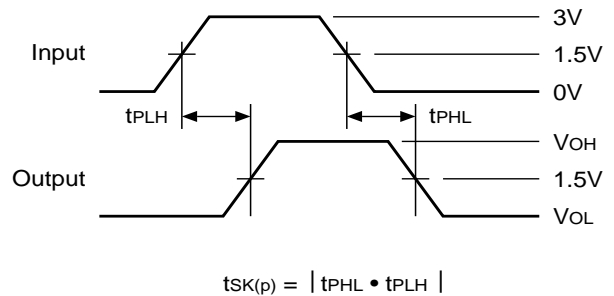 3V
Input
1.5V
0V
tPLH
tPHL
VOH
Output
1.5V
VOL
tSK(p) = | tPHL • tPLH |